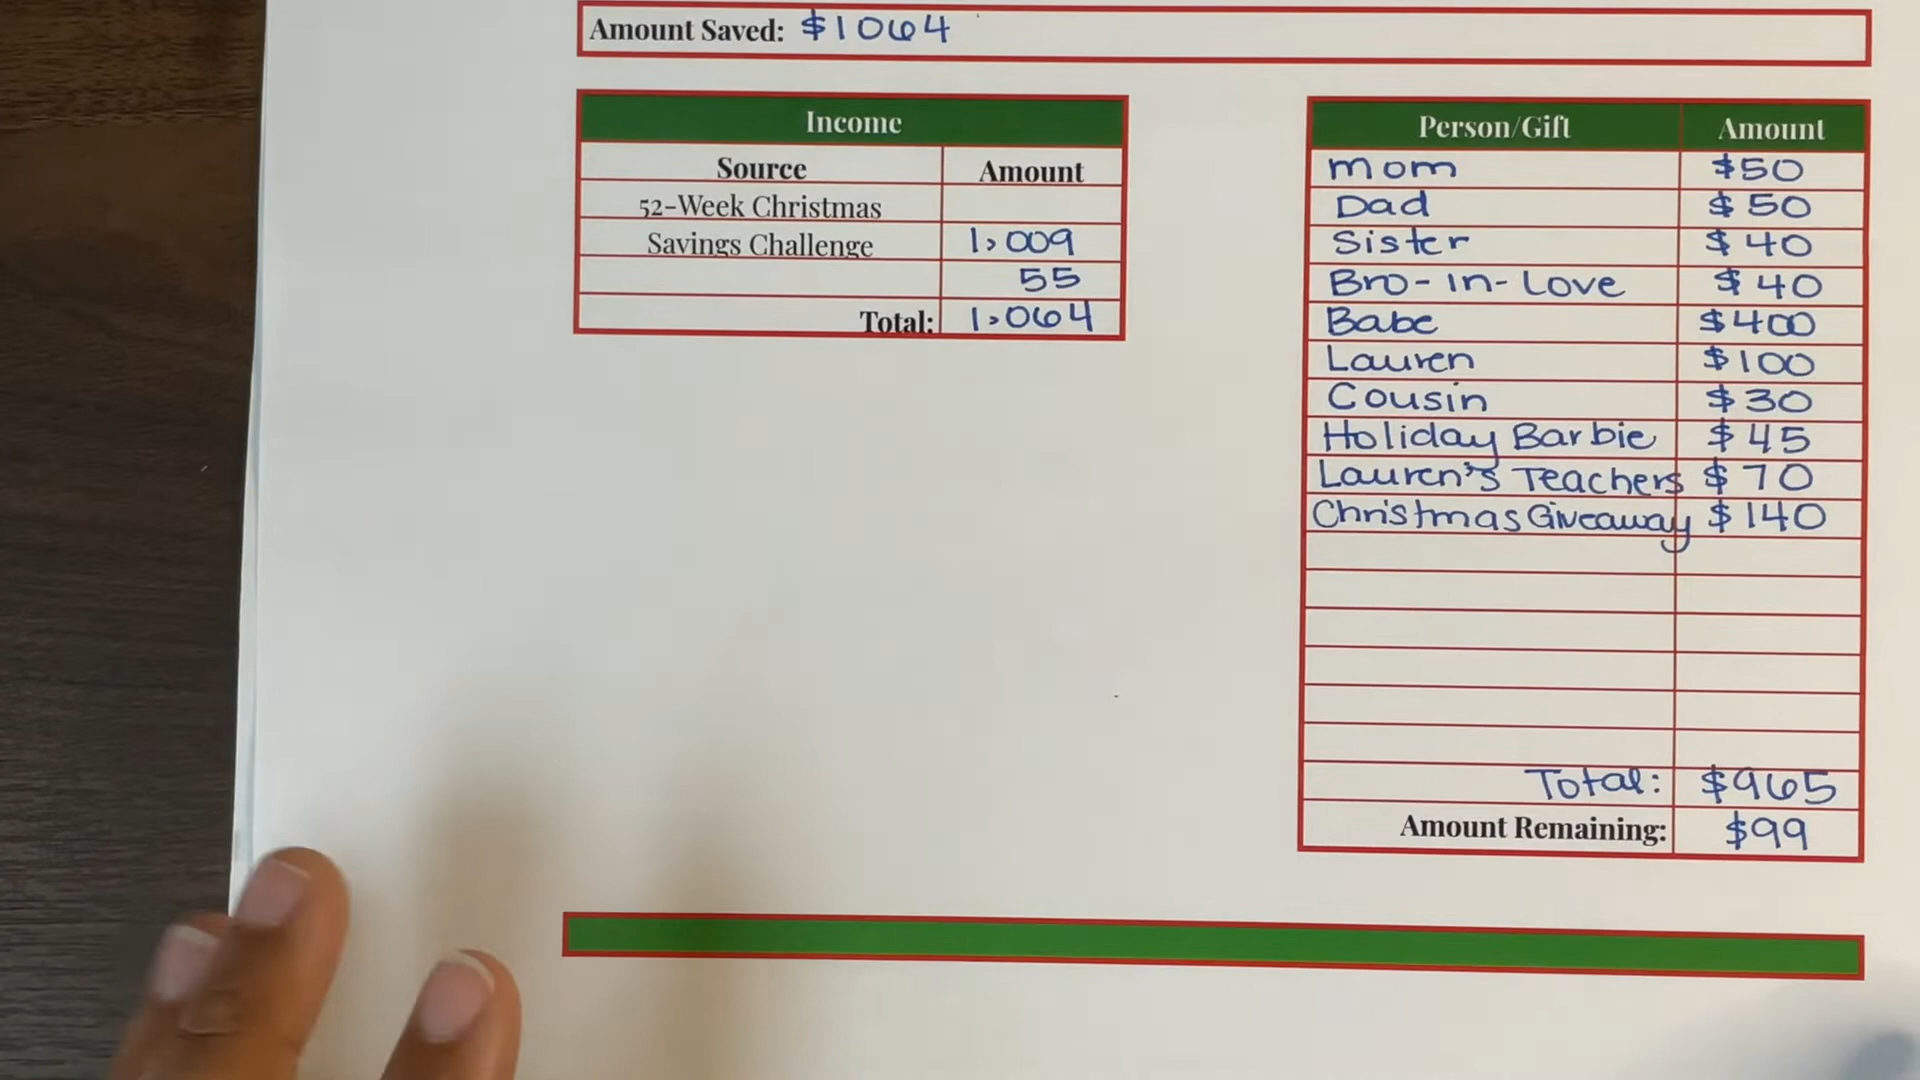 Amount Saved: $1064
Income
Source Amount
52-Week Christmas
Savings Challenge 1,009
55
Total: 1,064
Person/Gift Amount
Mom $50
Dad $50
Sister $40
Bro-in-Love $40
Babe $400
Lauren $100
Cousin $30
Holiday Barbie $45
Lauren's Teachers $70
Christmas Giveaway $140
Total: $965
Amount Remaining: $99